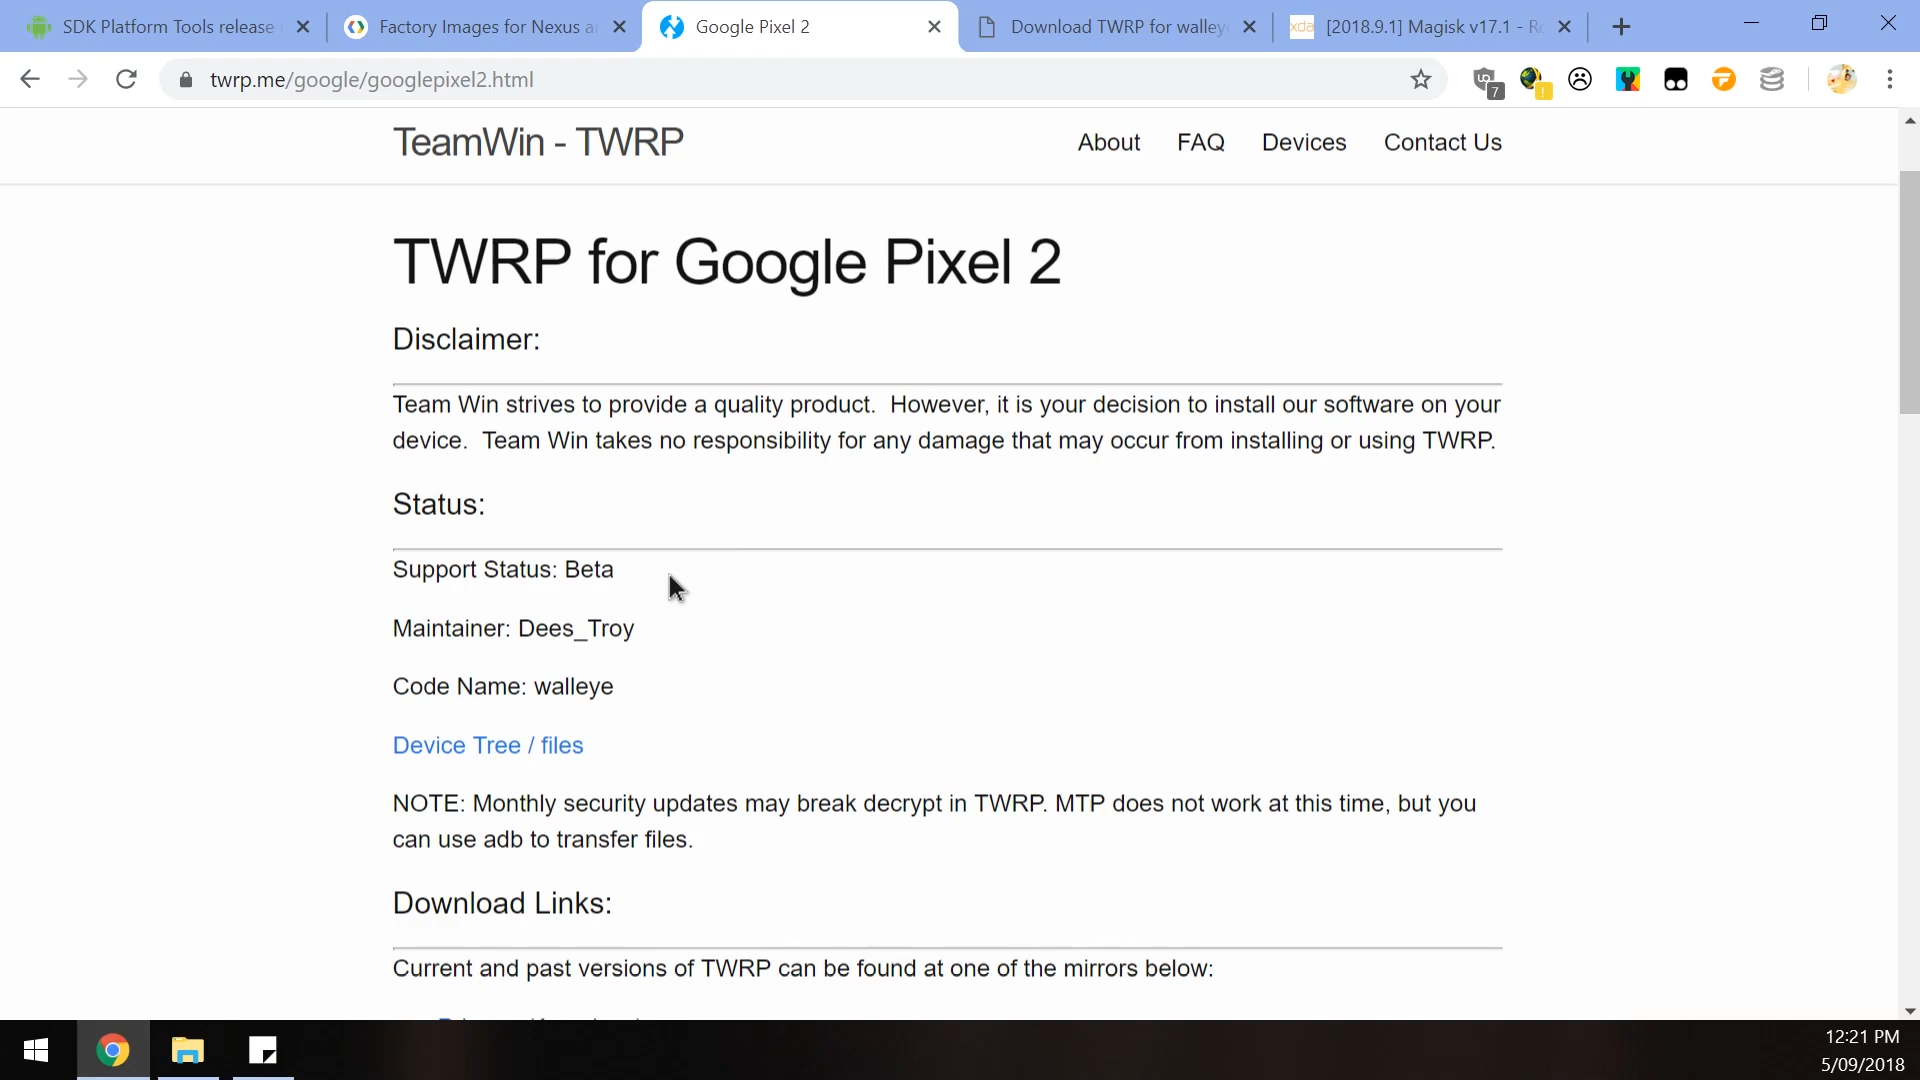 SDK Platform Tools release
Factory Images for Nexus an
Google Pixel 2
Download TWRP for walley
[2018.9.1] Magisk v17.1 - Ro
xda
twrp.me/google/googlepixel2.html
7
TeamWin - TWRP
About
FAQ
Devices
Contact Us
TWRP for Google Pixel 2
Disclaimer:
Team Win strives to provide a quality product. However, it is your decision to install our software on your
device. Team Win takes no responsibility for any damage that may occur from installing or using TWRP.
Status:
Support Status: Beta
Maintainer: Dees_Troy
Code Name: walleye
Device Tree / files
NOTE: Monthly security updates may break decrypt in TWRP. MTP does not work at this time, but you
can use adb to transfer files.
Download Links:
Current and past versions of TWRP can be found at one of the mirrors below:
12:21 PM
5/09/2018